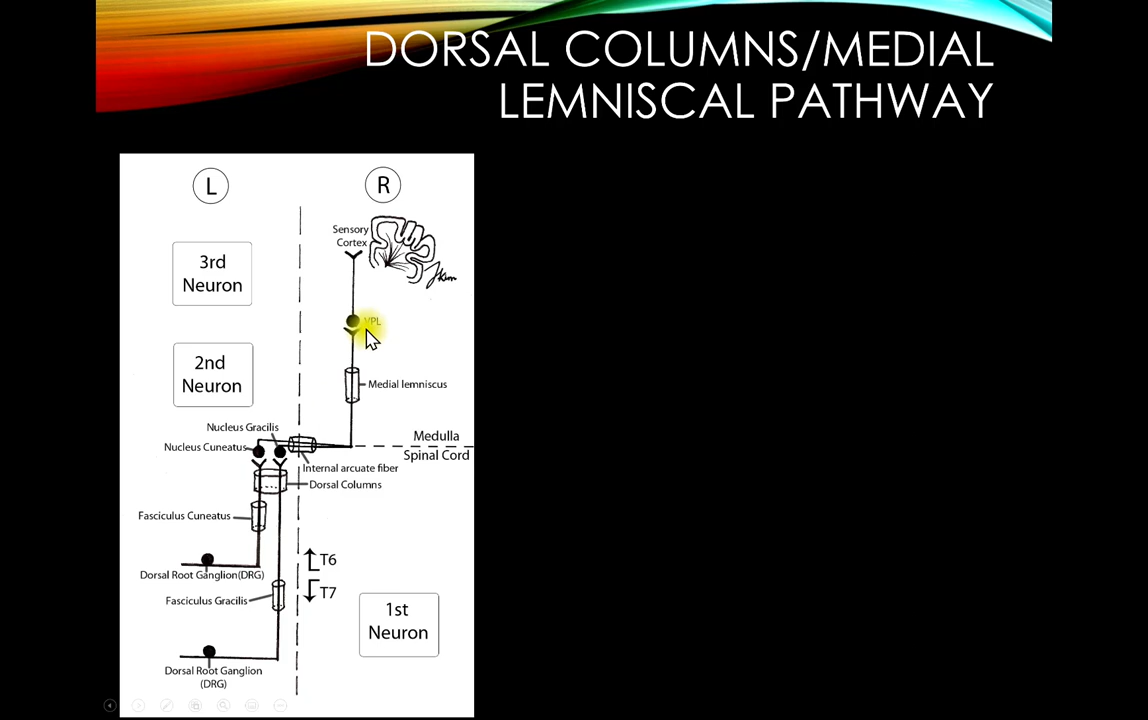 DORSAL COLUMNS/MEDIAL
LEMNISCAL PATHWAY
L
R
Sensory
Cortex
3rd
Neuron
VPL
2nd
Neuron
Medial lemniscus
Nucleus Gracilis
Nucleus Cuneatus
Medulla
Spinal Cord
Internal arcuate fiber
Dorsal Columns
Fasciculus Cuneatus
T6
Dorsal Root Ganglion(DRG)
T7
Fasciculus Gracilis
1st
Neuron
Dorsal Root Ganglion
(DRG)